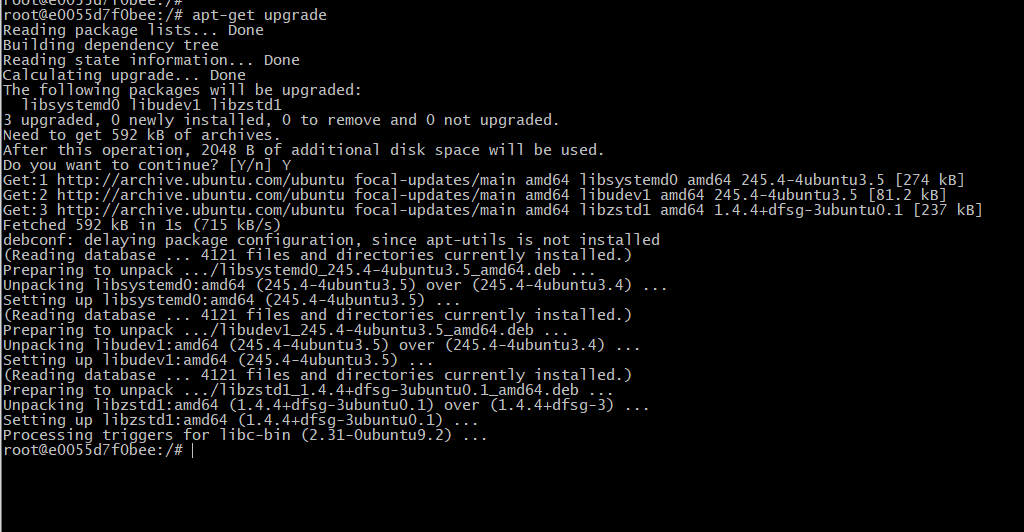 root@e0055d7f0bee:/#
root@e0055d7f0bee:/# apt-get upgrade
Reading package lists... Done
Building dependency tree
Reading state information... Done
Calculating upgrade... Done
The following packages will be upgraded:
  libsystemd0 libudev1 libzstd1
3 upgraded, 0 newly installed, 0 to remove and 0 not upgraded.
Need to get 592 kB of archives.
After this operation, 2048 B of additional disk space will be used.
Do you want to continue? [Y/n] Y
Get:1 http://archive.ubuntu.com/ubuntu focal-updates/main amd64 libsystemd0 amd64 245.4-4ubuntu3.5 [274 kB]
Get:2 http://archive.ubuntu.com/ubuntu focal-updates/main amd64 libudev1 amd64 245.4-4ubuntu3.5 [81.2 kB]
Get:3 http://archive.ubuntu.com/ubuntu focal-updates/main amd64 libzstd1 amd64 1.4.4+dfsg-3ubuntu0.1 [237 kB]
Fetched 592 kB in 1s (715 kB/s)
debconf: delaying package configuration, since apt-utils is not installed
(Reading database ... 4121 files and directories currently installed.)
Preparing to unpack .../libsystemd0_245.4-4ubuntu3.5_amd64.deb ...
Unpacking libsystemd0:amd64 (245.4-4ubuntu3.5) over (245.4-4ubuntu3.4) ...
Setting up libsystemd0:amd64 (245.4-4ubuntu3.5) ...
(Reading database ... 4121 files and directories currently installed.)
Preparing to unpack .../libudev1_245.4-4ubuntu3.5_amd64.deb ...
Unpacking libudev1:amd64 (245.4-4ubuntu3.5) over (245.4-4ubuntu3.4) ...
Setting up libudev1:amd64 (245.4-4ubuntu3.5) ...
(Reading database ... 4121 files and directories currently installed.)
Preparing to unpack .../libzstd1_1.4.4+dfsg-3ubuntu0.1_amd64.deb ...
Unpacking libzstd1:amd64 (1.4.4+dfsg-3ubuntu0.1) over (1.4.4+dfsg-3) ...
Setting up libzstd1:amd64 (1.4.4+dfsg-3ubuntu0.1) ...
Processing triggers for libc-bin (2.31-0ubuntu9.2) ...
root@e0055d7f0bee:/#